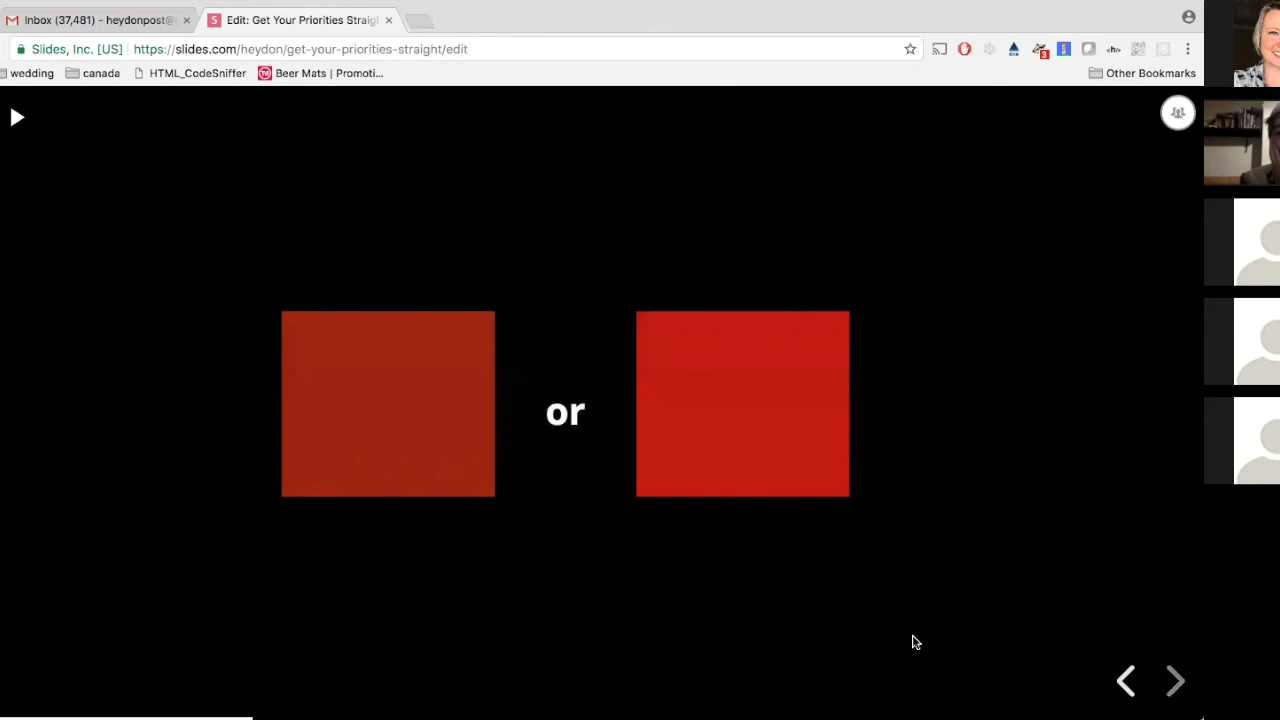 Inbox (37,481) - heydonpost@
Edit: Get Your Priorities Straigh
Slides, Inc. [US]
https://slides.com/heydon/get-your-priorities-straight/edit
wedding
canada
HTML_CodeSniffer
Beer Mats | Promoti...
Other Bookmarks
or